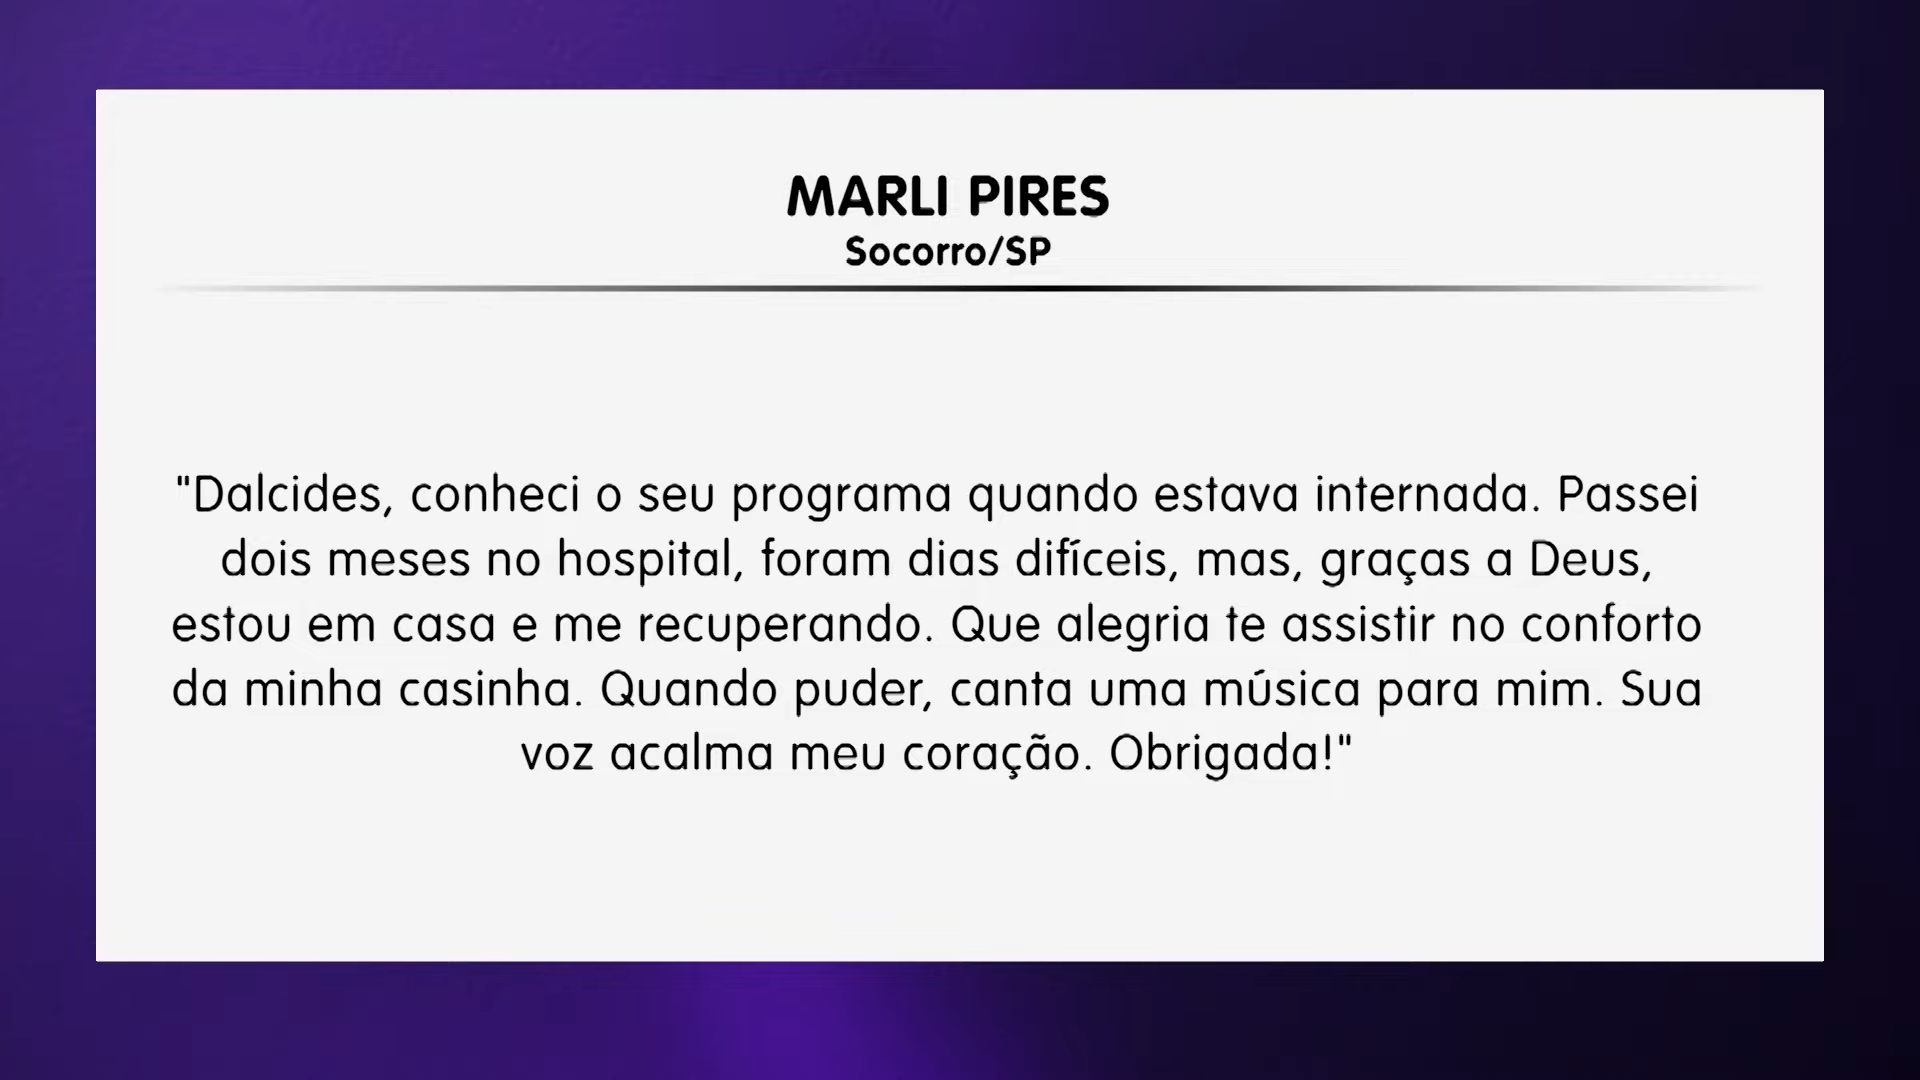 MARLI PIRES
Socorro/SP
"Dalcides, conheci o seu programa quando estava internada. Passei
dois meses no hospital, foram dias difíceis, mas, graças a Deus,
estou em casa e me recuperando. Que alegria te assistir no conforto
da minha casinha. Quando puder, canta uma música para mim. Sua
voz acalma meu coração. Obrigada!"